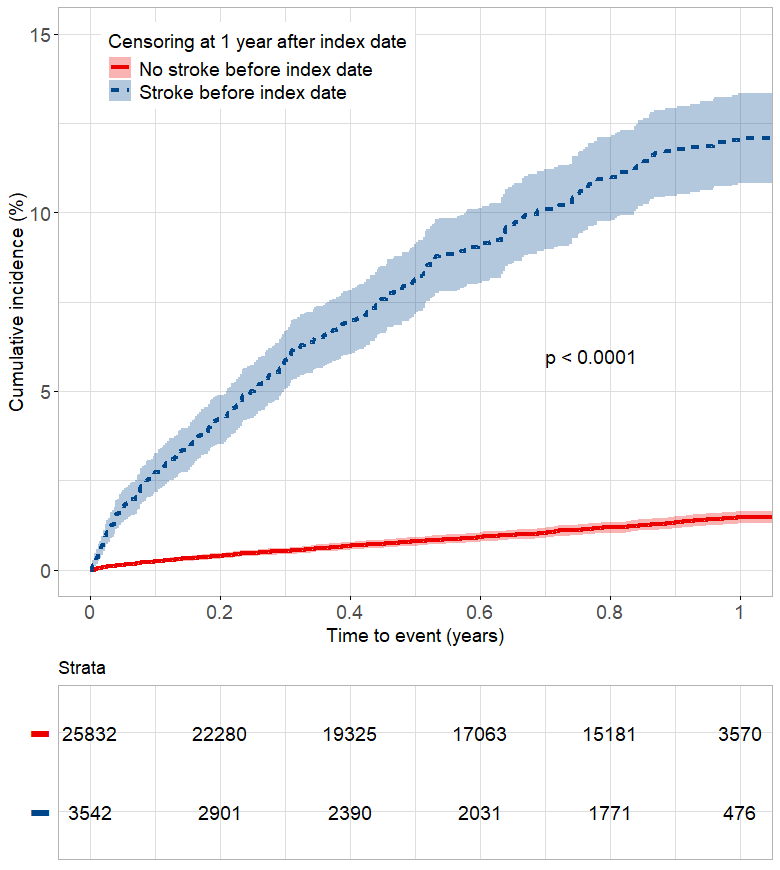 Censoring at 1 year after index date
No stroke before index date
Stroke before index date
15
10
5
0
Cumulative incidence (%)
p < 0.0001
0 0.2 0.4 0.6 0.8 1
Time to event (years)
Strata
25832 22280 19325 17063 15181 3570
3542 2901 2390 2031 1771 476